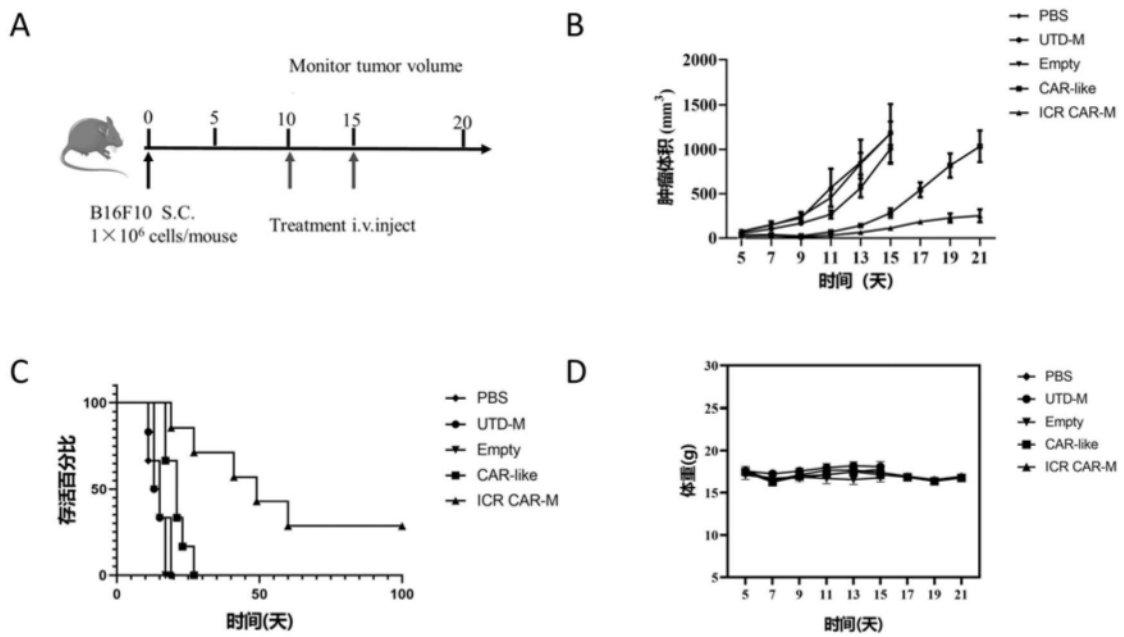 A
Monitor tumor volume
0 5 10 15 20
B16F10 S.C.
1×10⁶ cells/mouse
Treatment i.v.inject
B
PBS
UTD-M
Empty
CAR-like
ICR CAR-M
肿瘤体积 (mm³)
2000
1500
1000
500
0
5 7 9 11 13 15 17 19 21
时间 (天)
C
PBS
UTD-M
Empty
CAR-like
ICR CAR-M
存活百分比
100
50
0
0 50 100
时间(天)
D
PBS
UTD-M
Empty
CAR-like
ICR CAR-M
体重(g)
30
25
20
15
10
5
5 7 9 11 13 15 17 19 21
时间(天)